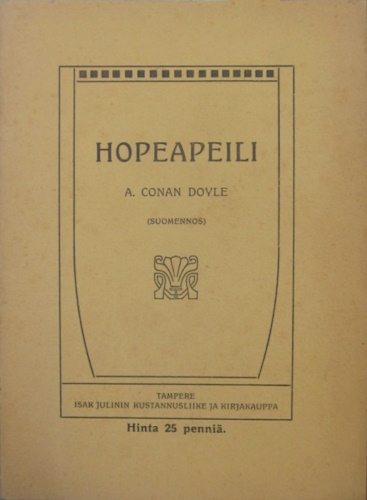 HOPEAPEILI
A. CONAN DOYLE
(SUOMENNOS)
TAMPERE
ISAK JULININ KUSTANNUSLIIKE JA KIRJAKAUPPA
Hinta 25 penniä.